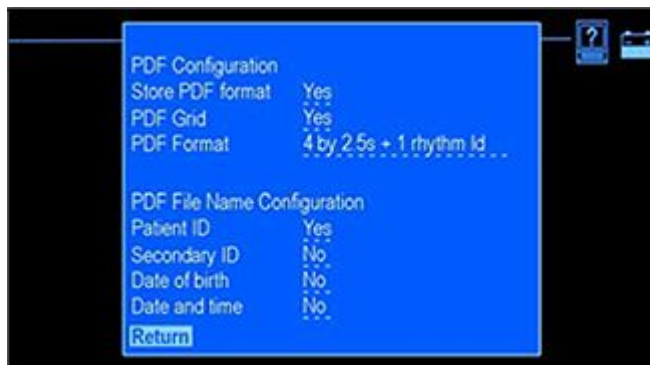 ?
PDF Configuration
Store PDF format Yes
PDF Grid Yes
PDF Format 4 by 2.5s + 1 rhythm ld
PDF File Name Configuration
Patient ID Yes
Secondary ID No
Date of birth No
Date and time No
Return